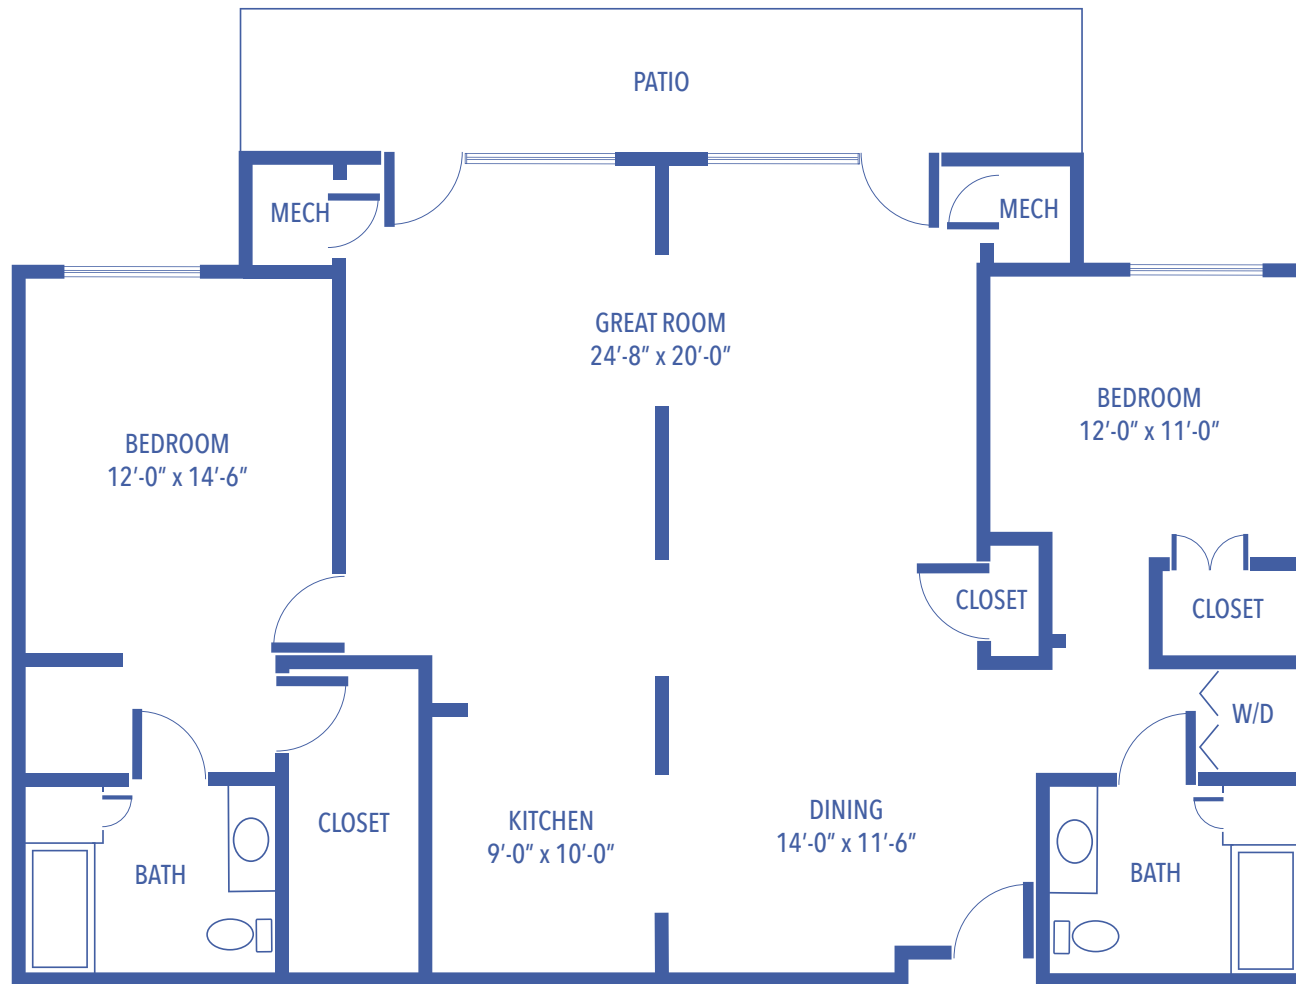 PATIO
MECH
MECH
GREAT ROOM
24'-8" x 20'-0"
BEDROOM
12'-0" x 11'-0"
BEDROOM
12'-0" x 14'-6"
CLOSET
CLOSET
W/D
CLOSET
KITCHEN
9'-0" x 10'-0"
DINING
14'-0" x 11'-6"
BATH
BATH